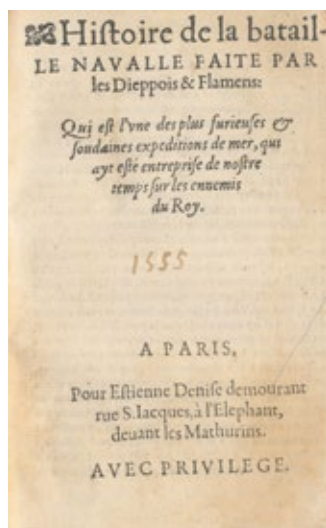 Hiſtoire de la batail-
LE NAVALLE FAITE PAR
les Dieppois & Flamens:
Qui eſt l'vne des plus furieuſes &
ſoudaines expeditions de mer, qui
ayt eſté entrepriſe de noſtre
temps ſur les ennemis
du Roy.
1555
A PARIS,
Pour Eſtienne Deniſe demourant
rue S. Iacques, à l'Elephant,
deuant les Mathurins.
AVEC PRIVILEGE.